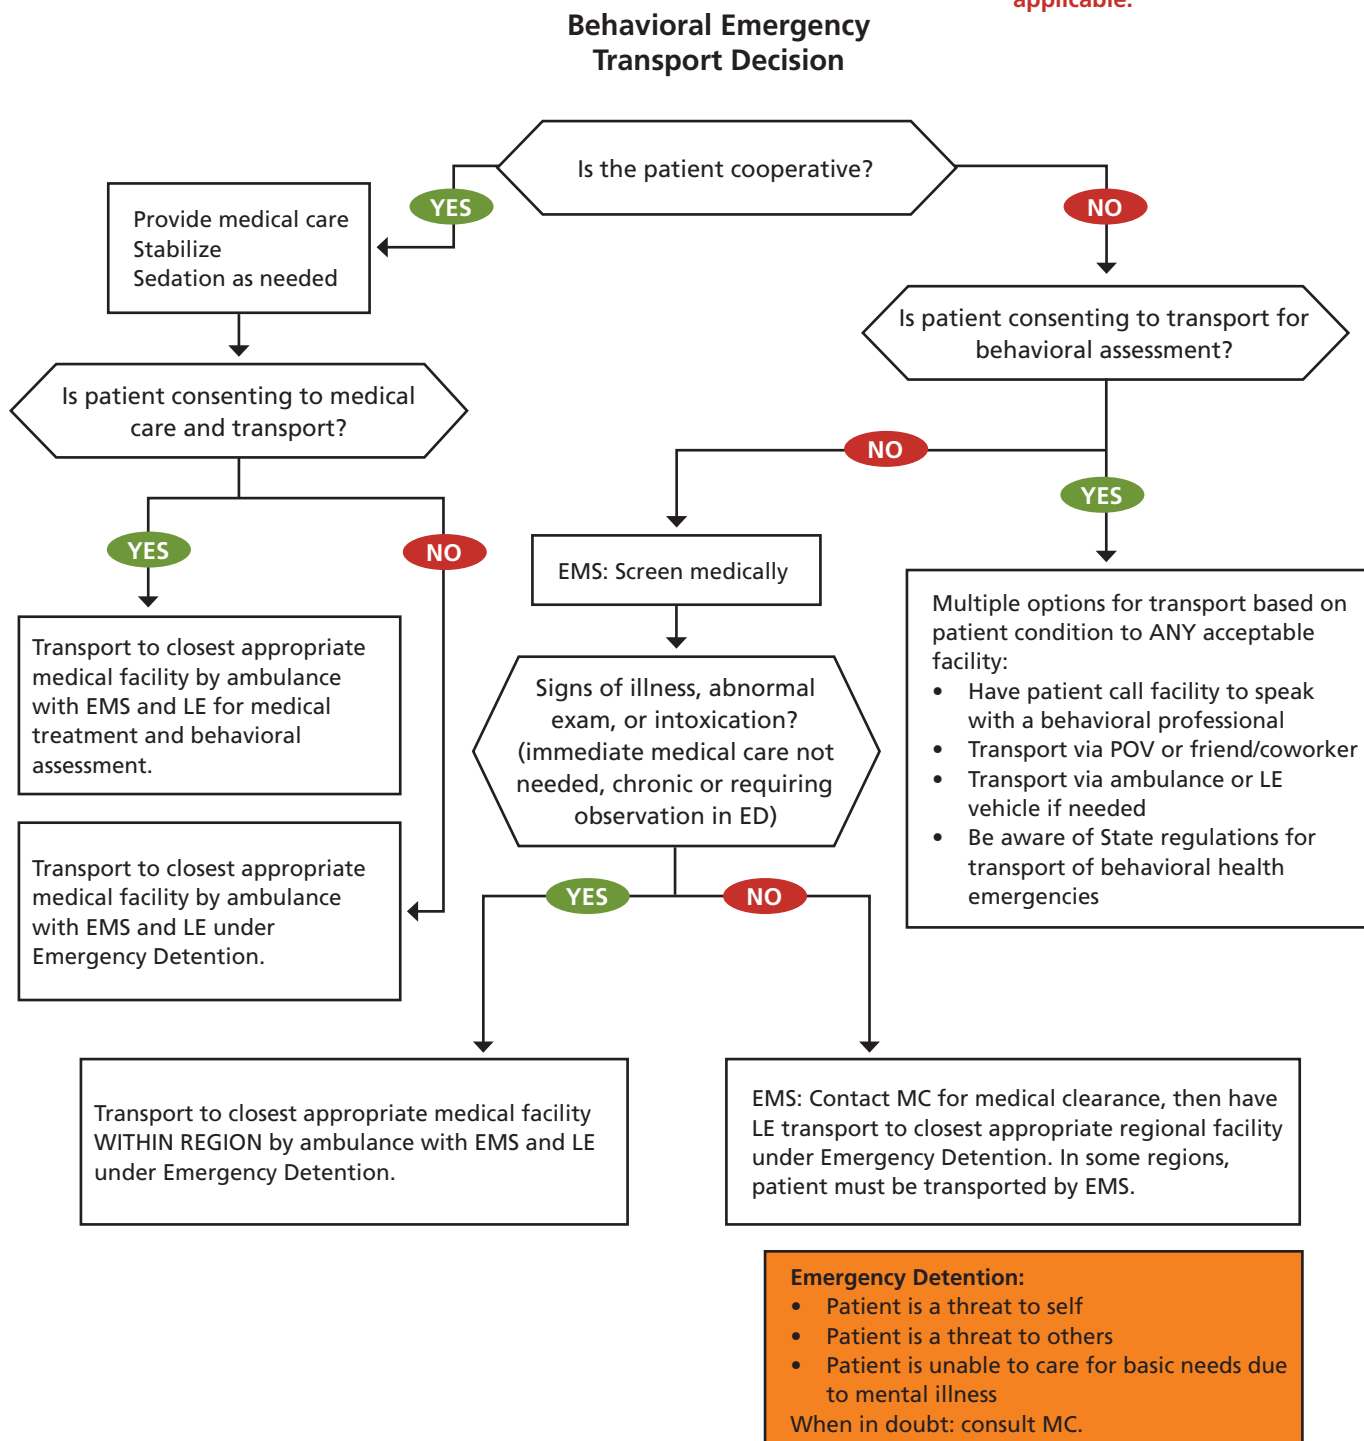 applicable.
Behavioral Emergency
Transport Decision
Is the patient cooperative?
YES
NO
Provide medical care
Stabilize
Sedation as needed
Is patient consenting to transport for
behavioral assessment?
Is patient consenting to medical
care and transport?
NO
YES
YES
NO
EMS: Screen medically
Multiple options for transport based on
patient condition to ANY acceptable
facility:
• Have patient call facility to speak
with a behavioral professional
• Transport via POV or friend/coworker
• Transport via ambulance or LE
vehicle if needed
• Be aware of State regulations for
transport of behavioral health
emergencies
Transport to closest appropriate
medical facility by ambulance
with EMS and LE for medical
treatment and behavioral
assessment.
Signs of illness, abnormal
exam, or intoxication?
(immediate medical care not
needed, chronic or requiring
observation in ED)
Transport to closest appropriate
medical facility by ambulance
with EMS and LE under
Emergency Detention.
YES
NO
Transport to closest appropriate medical facility
WITHIN REGION by ambulance with EMS and LE
under Emergency Detention.
EMS: Contact MC for medical clearance, then have
LE transport to closest appropriate regional facility
under Emergency Detention. In some regions,
patient must be transported by EMS.
Emergency Detention:
• Patient is a threat to self
• Patient is a threat to others
• Patient is unable to care for basic needs due
to mental illness
When in doubt: consult MC.